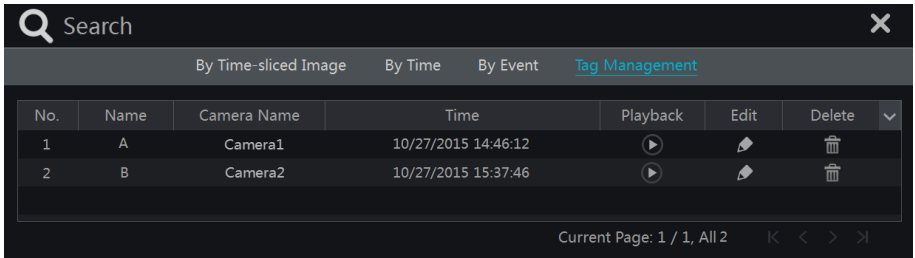 Search
By Time-sliced Image By Time By Event Tag Management
No. Name Camera Name Time Playback Edit Delete
1 A Camera1 10/27/2015 14:46:12
2 B Camera2 10/27/2015 15:37:46
Current Page: 1 / 1, All 2